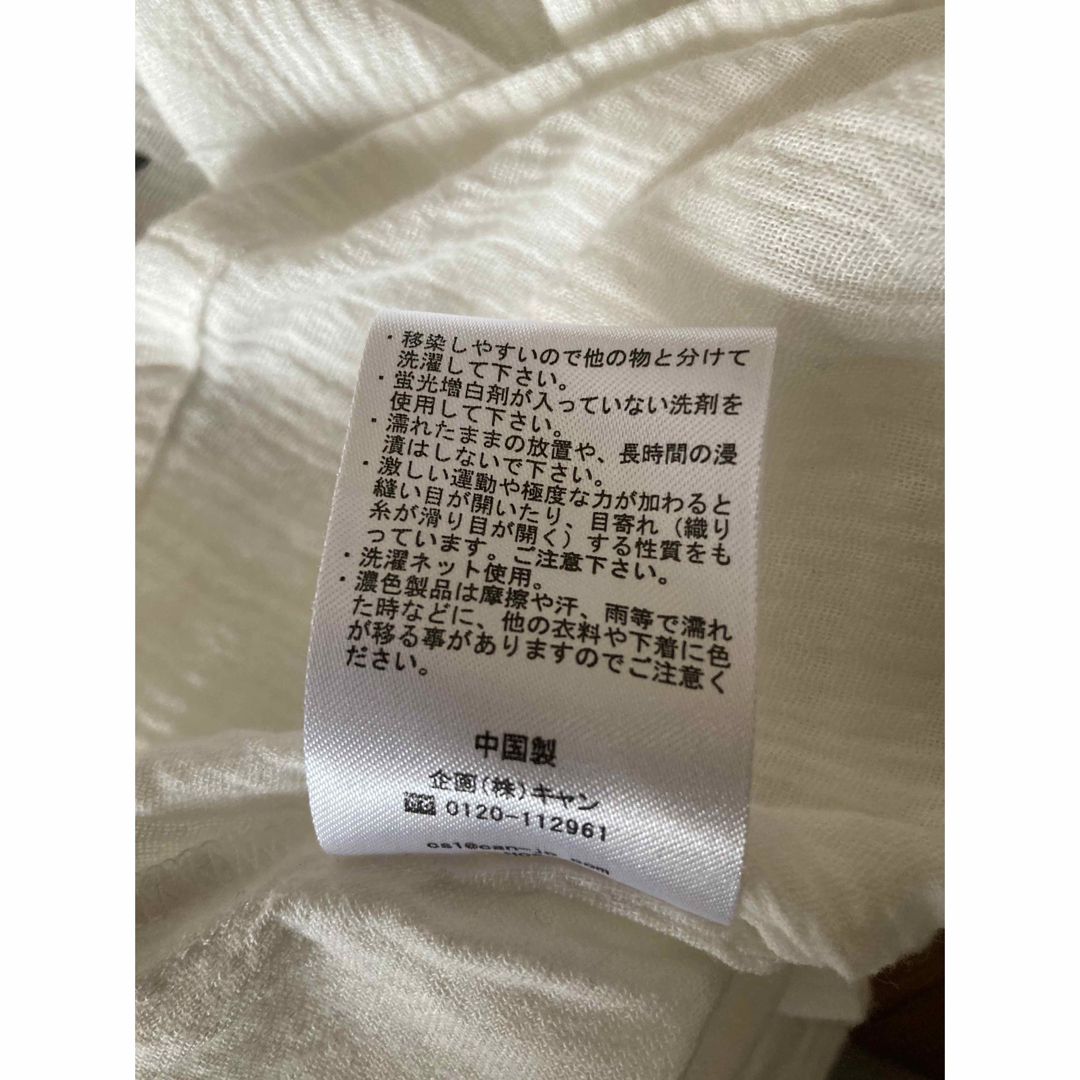 ・移染しやすいので他の物と分けて
洗濯して下さい。
・蛍光増白剤が入っていない洗剤を
使用して下さい。
・濡れたままの放置や、長時間の浸
漬はしないで下さい。
・激しい運動や極度な力が加わると
縫い目が開いたり、目寄れ（織り
糸が滑り目が開く）する性質をも
っています。ご注意下さい。
・洗濯ネット使用。
・濃色製品は摩擦や汗、雨等で濡れ
た時などに、他の衣料や下着に色
が移る事がありますのでご注意く
ださい。
中国製
企画(株)キャン
0120-112961
cs1@can-jp.com